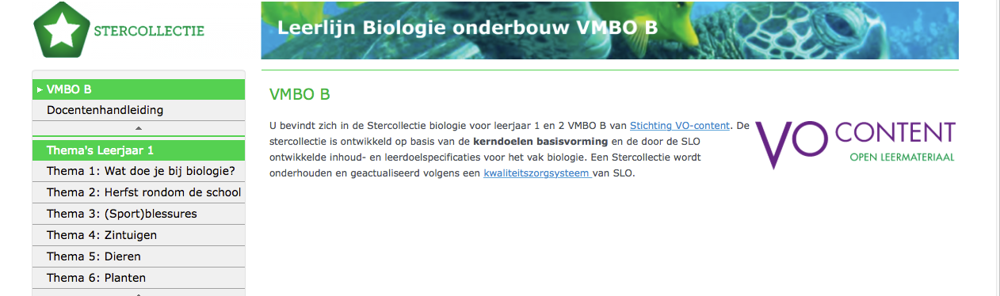 STERCOLLECTIE
Leerlijn Biologie onderbouw VMBO B
VMBO B
Docentenhandleiding
Thema's Leerjaar 1
Thema 1: Wat doe je bij biologie?
Thema 2: Herfst rondom de school
Thema 3: (Sport)blessures
Thema 4: Zintuigen
Thema 5: Dieren
Thema 6: Planten
VMBO B
U bevindt zich in de Stercollectie biologie voor leerjaar 1 en 2 VMBO B van Stichting VO-content. De
stercollectie is ontwikkeld op basis van de kerndoelen basisvorming en de door de SLO
ontwikkelde inhoud- en leerdoelspecificaties voor het vak biologie. Een Stercollectie wordt
onderhouden en geactualiseerd volgens een kwaliteitszorgsysteem van SLO.
VO CONTENT
OPEN LEERMATERIAAL